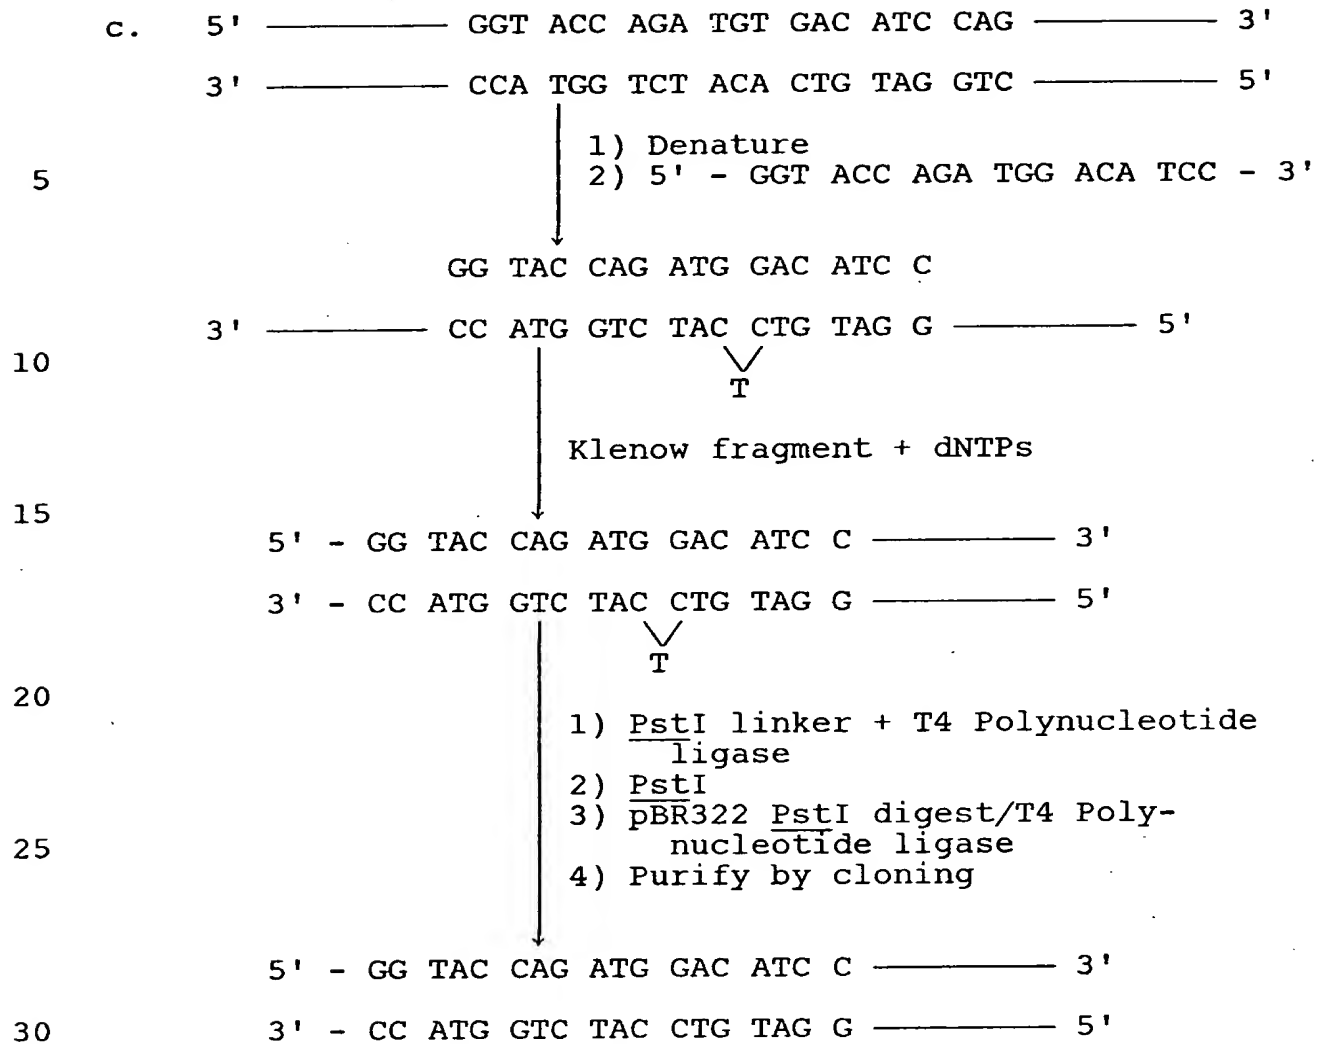 c. 5' ———— GGT ACC AGA TGT GAC ATC CAG ———— 3'
3' ———— CCA TGG TCT ACA CTG TAG GTC ———— 5'
1) Denature
5 2) 5' - GGT ACC AGA TGG ACA TCC - 3'
GG TAC CAG ATG GAC ATC C
3' ———— CC ATG GTC TAC CTG TAG G ———— 5'
10
T
Klenow fragment + dNTPs
15
5' - GG TAC CAG ATG GAC ATC C ———— 3'
3' - CC ATG GTC TAC CTG TAG G ———— 5'
T
20
1) PstI linker + T4 Polynucleotide
ligase
2) PstI
3) pBR322 PstI digest/T4 Poly-
25 nucleotide ligase
4) Purify by cloning
5' - GG TAC CAG ATG GAC ATC C ———— 3'
30 3' - CC ATG GTC TAC CTG TAG G ———— 5'